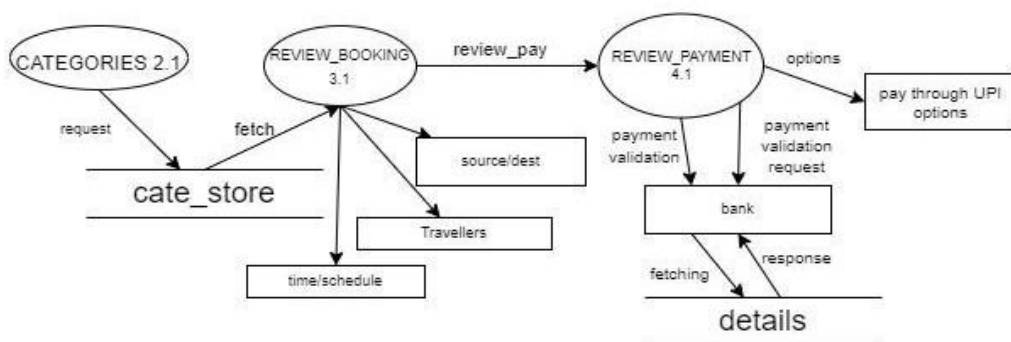 CATEGORIES 2.1
request
cate_store
fetch
REVIEW_BOOKING
3.1
review_pay
source/dest
Travellers
time/schedule
REVIEW_PAYMENT
4.1
options
pay through UPI
options
payment
validation
payment
validation
request
bank
fetching
response
details